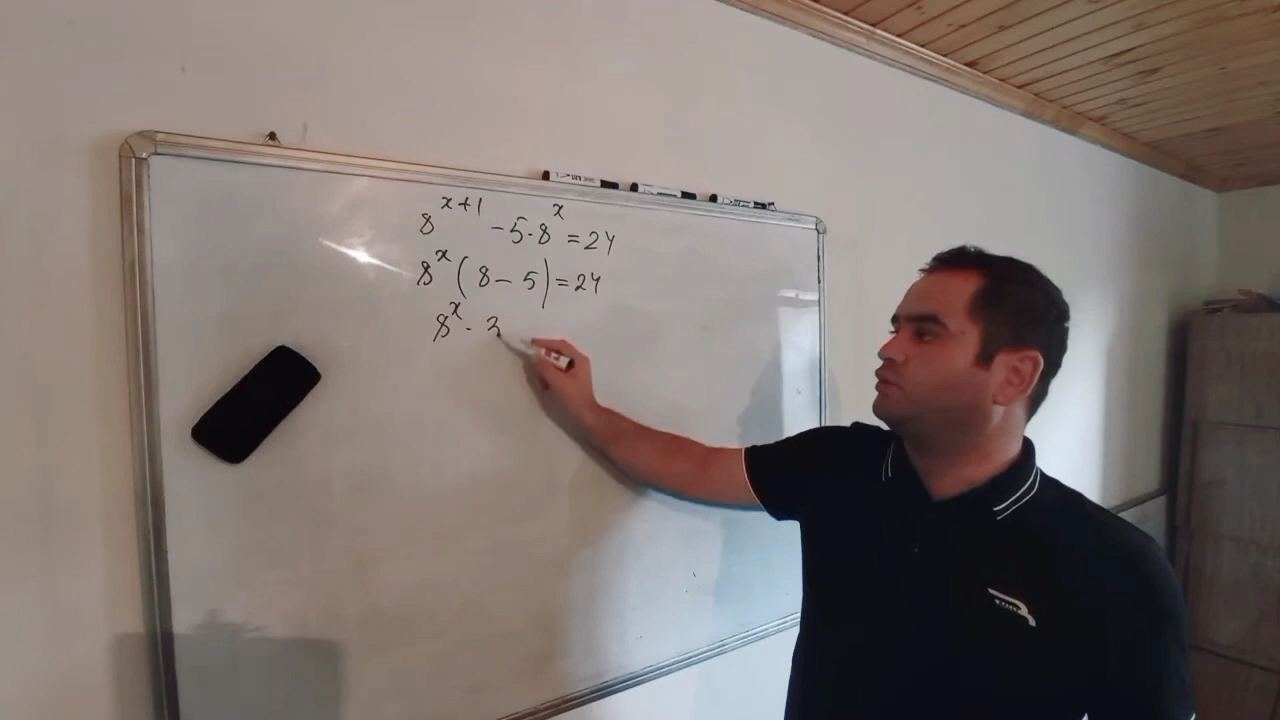 8^{x+1} - 5·8^x = 24
8^x (8 - 5) = 24
8^x · 3